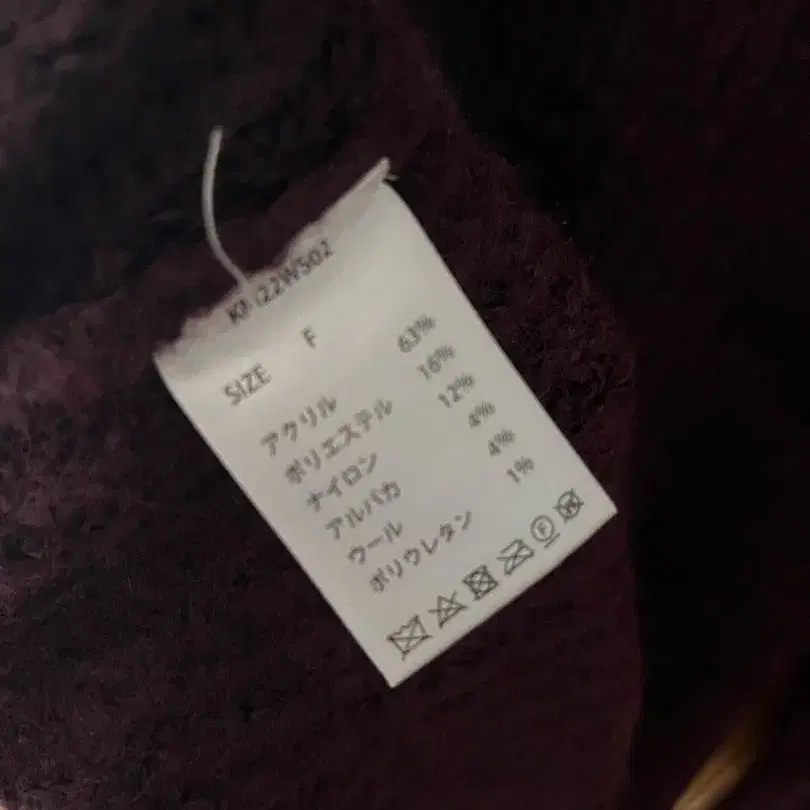 SIZE F
アクリル 63%
ポリエステル 16%
ナイロン 12%
アルパカ 4%
ウール 4%
ポリウレタン 1%
F
W